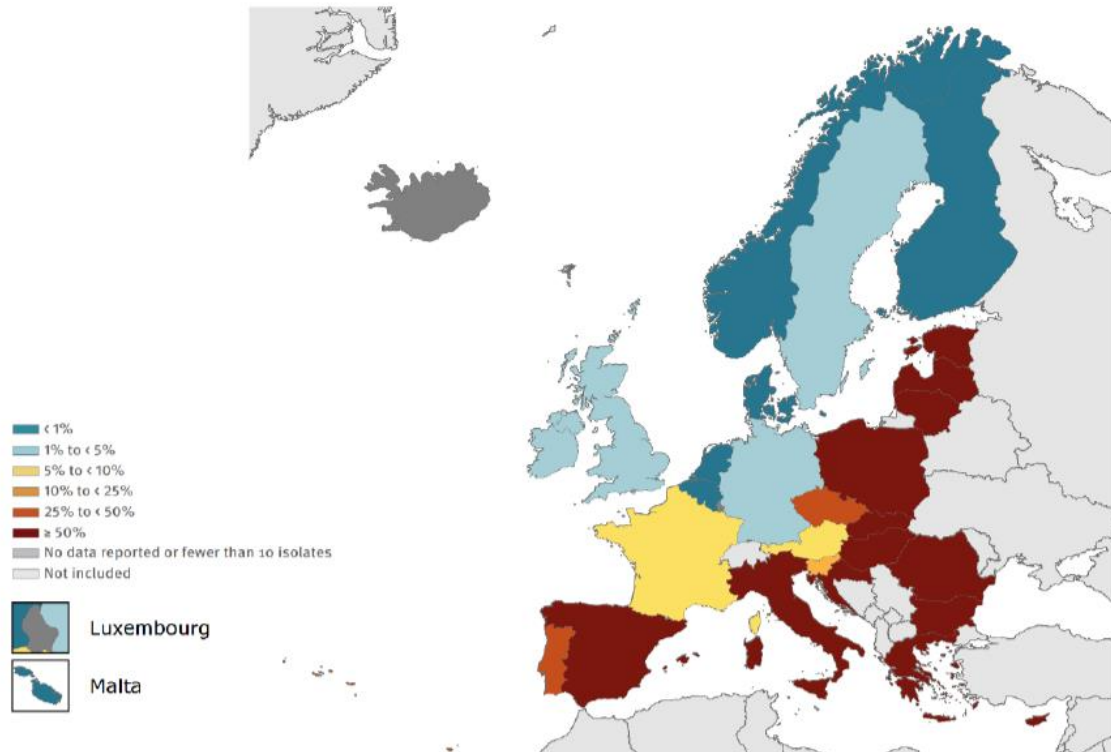 < 1%
1% to < 5%
5% to < 10%
10% to < 25%
25% to < 50%
≥ 50%
No data reported or fewer than 10 isolates
Not included
Luxembourg
Malta